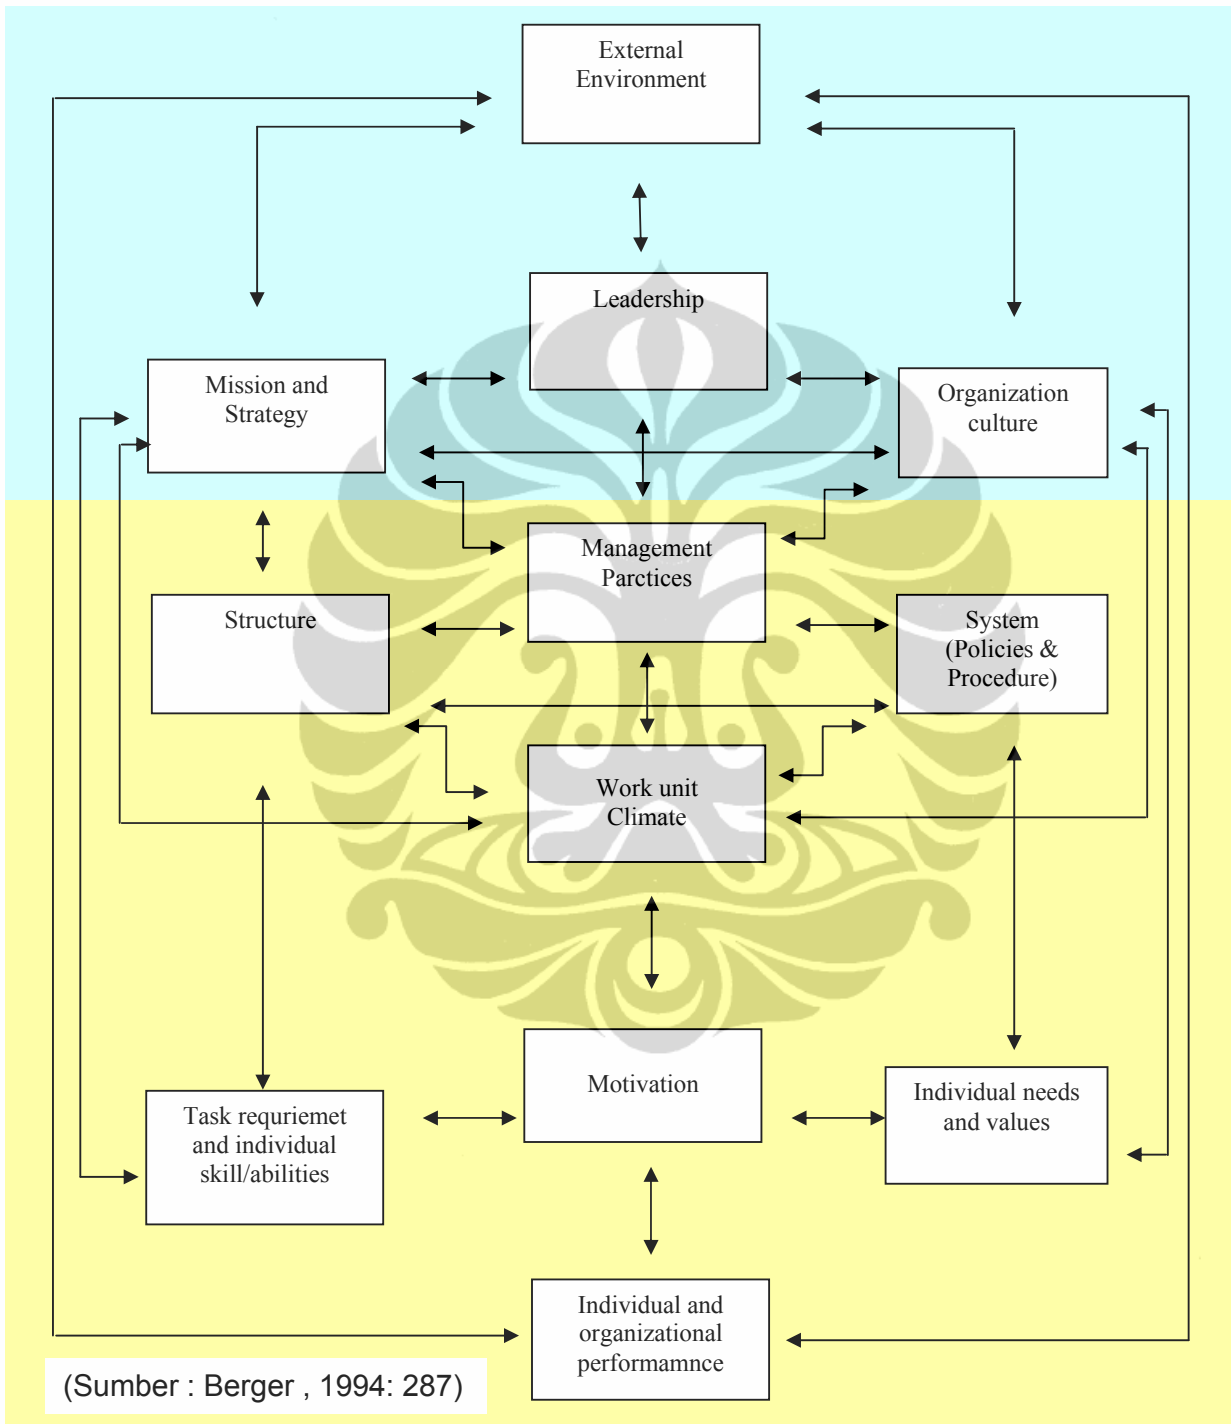 External
Environment
Leadership
Mission and
Strategy
Organization
culture
Management
Parctices
Structure
System
(Policies &
Procedure)
Work unit
Climate
Motivation
Task requriemet
and individual
skill/abilities
Individual needs
and values
Individual and
organizational
performamnce
(Sumber : Berger , 1994: 287)